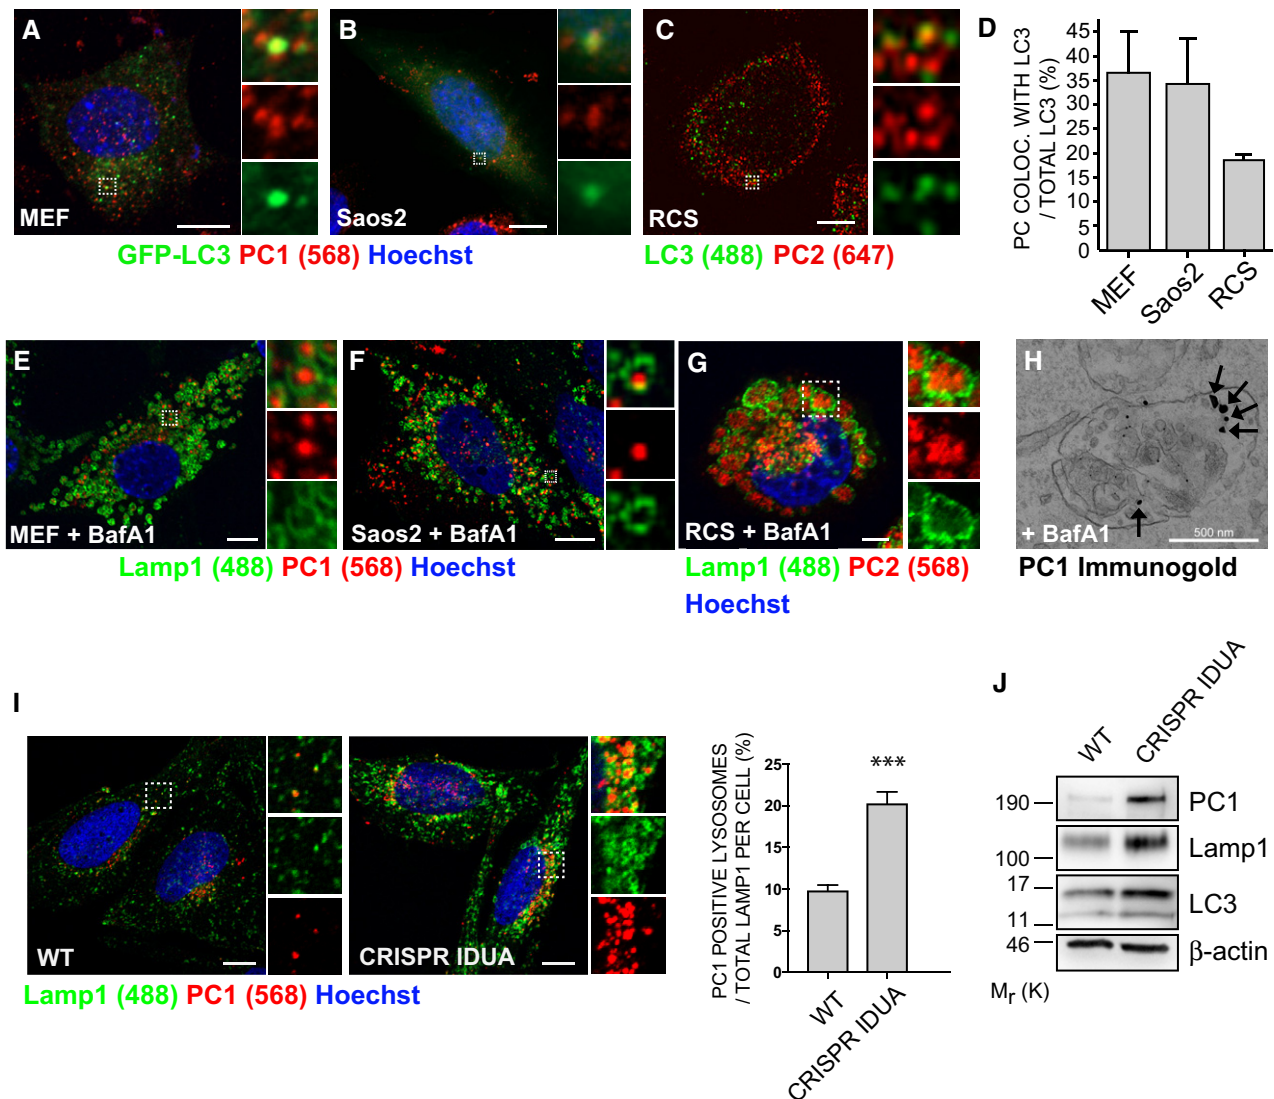 A
MEF
B
Saos2
GFP-LC3 PC1 (568) Hoechst
C
RCS
LC3 (488) PC2 (647)
D
PC COLOC. WITH LC3
/ TOTAL LC3 (%)
45
40
35
30
25
20
15
10
5
0
MEF
Saos2
RCS
E
MEF + BafA1
F
Saos2 + BafA1
Lamp1 (488) PC1 (568) Hoechst
G
RCS + BafA1
Lamp1 (488) PC2 (568)
Hoechst
H
+ BafA1
500 nm
PC1 Immunogold
I
WT
CRISPR IDUA
Lamp1 (488) PC1 (568) Hoechst
PC1 POSITIVE LYSOSOMES
/ TOTAL LAMP1 PER CELL (%)
25
20
15
10
5
0
***
WT
CRISPR IDUA
J
WT
CRISPR IDUA
190
PC1
100
Lamp1
17
11
LC3
46
β-actin
Mr (K)